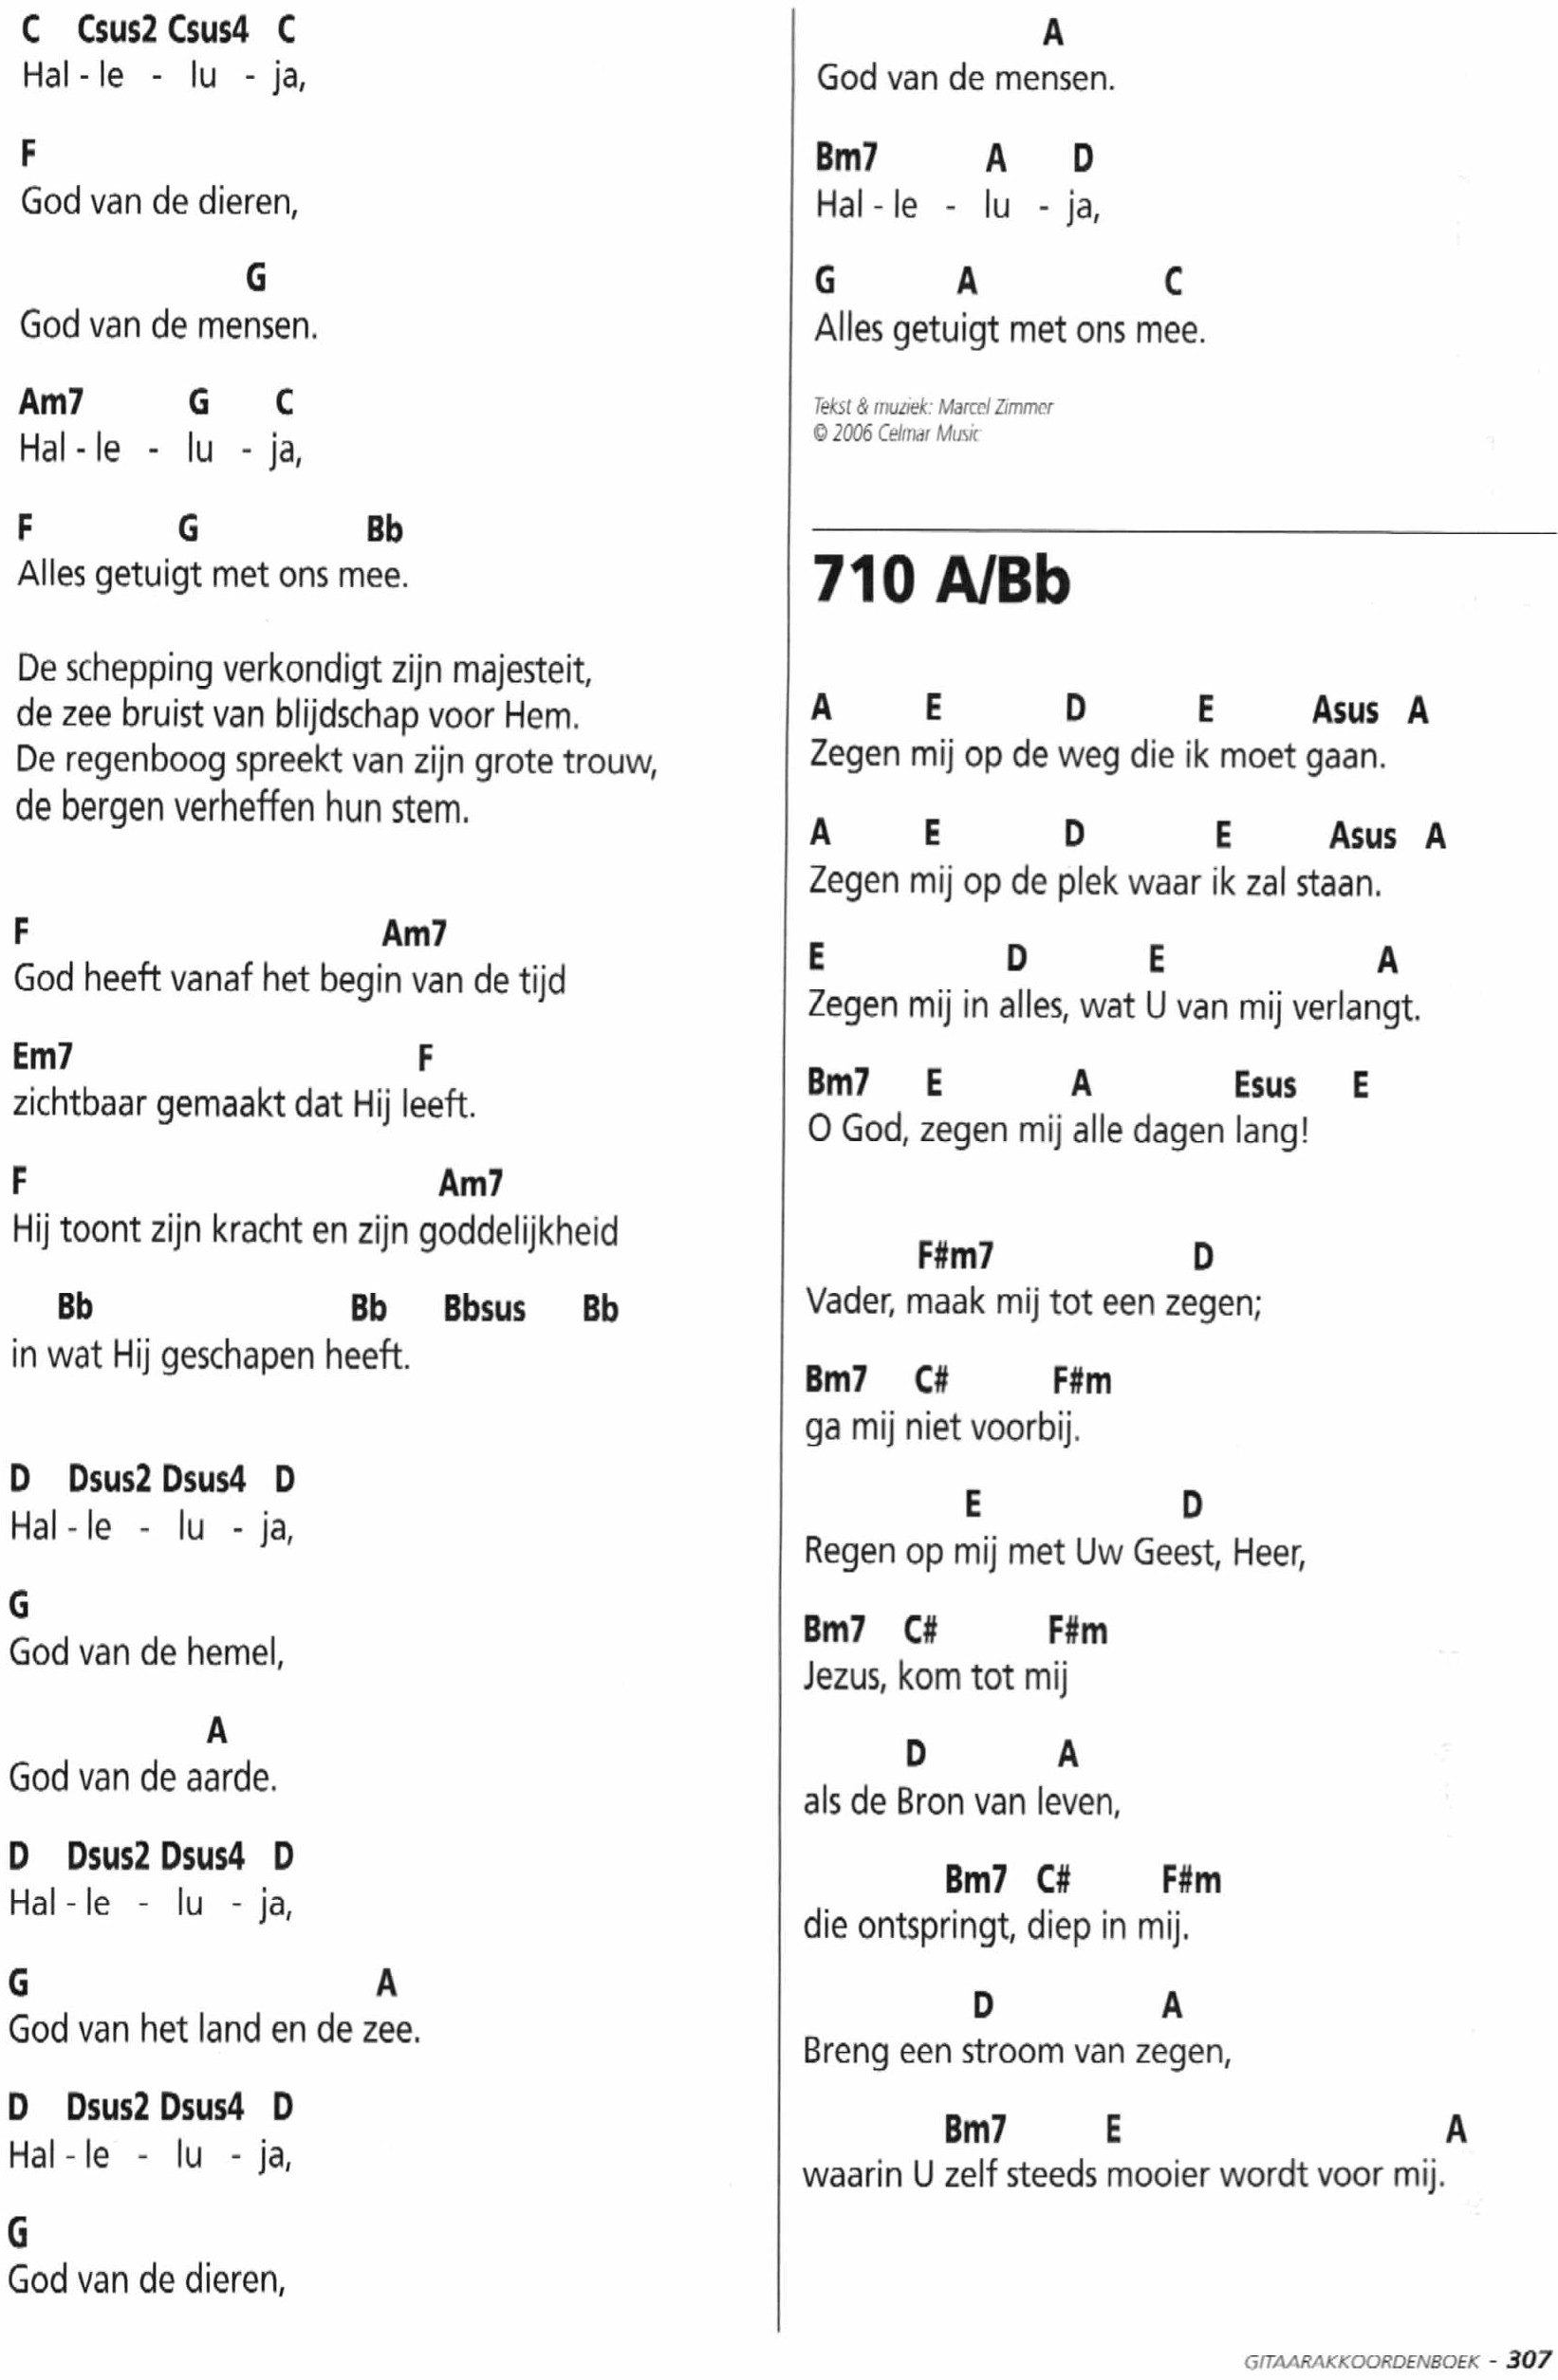 C Csus2 Csus4 C
Hal - le - lu - ja,
F
God van de dieren,
G
God van de mensen.
Am7 G C
Hal - le - lu - ja,
F G Bb
Alles getuigt met ons mee.
De schepping verkondigt zijn majesteit,
de zee bruist van blijdschap voor Hem.
De regenboog spreekt van zijn grote trouw,
de bergen verheffen hun stem.
F Am7
God heeft vanaf het begin van de tijd
Em7 F
zichtbaar gemaakt dat Hij leeft.
F Am7
Hij toont zijn kracht en zijn goddelijkheid
Bb Bb Bbsus Bb
in wat Hij geschapen heeft.
D Dsus2 Dsus4 D
Hal - le - lu - ja,
G
God van de hemel,
A
God van de aarde.
D Dsus2 Dsus4 D
Hal - le - lu - ja,
G A
God van het land en de zee.
D Dsus2 Dsus4 D
Hal - le - lu - ja,
G
God van de dieren,
A
God van de mensen.
Bm7 A D
Hal - le - lu - ja,
G A C
Alles getuigt met ons mee.
Tekst & muziek: Marcel Zimmer
© 2006 Celmar Music
710 A/Bb
A E D E Asus A
Zegen mij op de weg die ik moet gaan.
A E D E Asus A
Zegen mij op de plek waar ik zal staan.
E D E A
Zegen mij in alles, wat U van mij verlangt.
Bm7 E A Esus E
O God, zegen mij alle dagen lang!
F#m7 D
Vader, maak mij tot een zegen;
Bm7 C# F#m
ga mij niet voorbij.
E D
Regen op mij met Uw Geest, Heer,
Bm7 C# F#m
Jezus, kom tot mij
D A
als de Bron van leven,
Bm7 C# F#m
die ontspringt, diep in mij.
D A
Breng een stroom van zegen,
Bm7 E A
waarin U zelf steeds mooier wordt voor mij.
GITAARAKKOORDENBOEK - 307